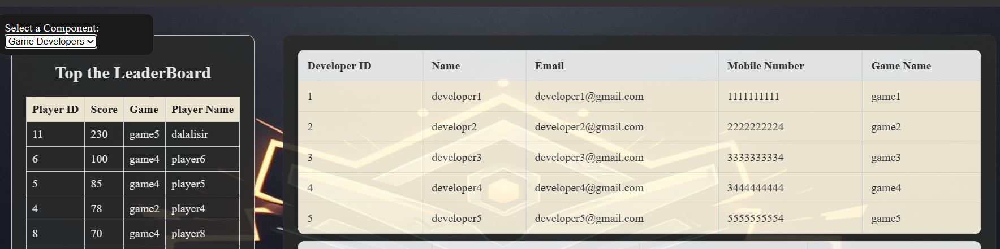 Select a Component:
Game Developers
Top the LeaderBoard
Player ID Score Game Player Name
11 230 game5 dalalisir
6 100 game4 player6
5 85 game4 player5
4 78 game2 player4
8 70 game4 player8
Developer ID Name Email Mobile Number Game Name
1 developer1 developer1@gmail.com 1111111111 game1
2 developr2 developer2@gmail.com 2222222224 game2
3 developer3 developer3@gmail.com 3333333334 game3
4 developer4 developer4@gmail.com 3444444444 game4
5 developer5 developer5@gmail.com 5555555554 game5